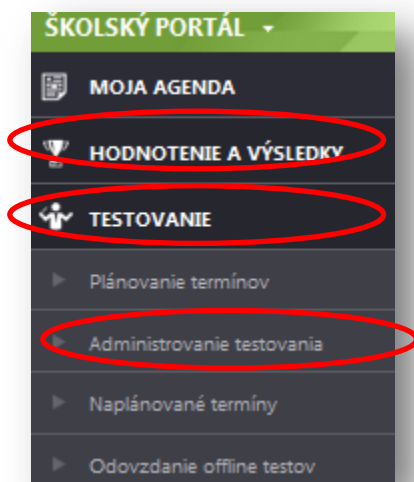 ŠKOLSKÝ PORTÁL
MOJA AGENDA
HODNOTENIE A VÝSLEDKY
TESTOVANIE
Plánovanie termínov
Administrovanie testovania
Naplánované termíny
Odovzdanie offline testov